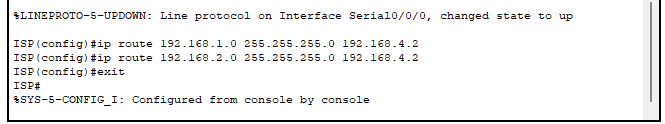 %LINEPROTO-5-UPDOWN: Line protocol on Interface Serial0/0/0, changed state to up
ISP(config)#ip route 192.168.1.0 255.255.255.0 192.168.4.2
ISP(config)#ip route 192.168.2.0 255.255.255.0 192.168.4.2
ISP(config)#exit
ISP#
%SYS-5-CONFIG_I: Configured from console by console